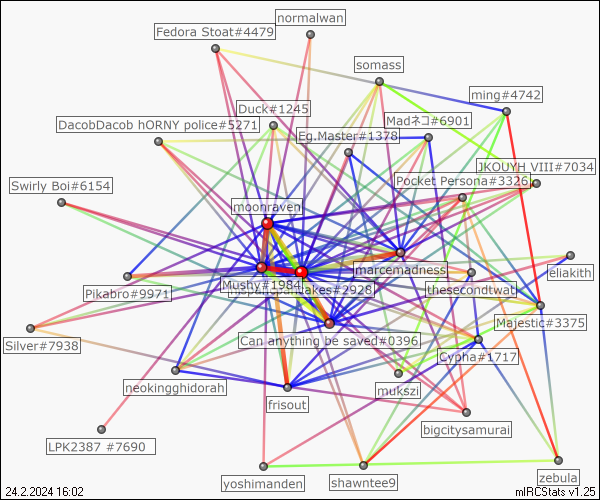 normalwan
Fedora Stoat#4479
somass
ming#4742
Duck#1245
Madネコ#6901
DacobDacob hORNY police#5271
Eg.Master#1378
JKOUYH VIII#7034
Pocket Persona#3326
Swirly Boi#6154
moonraven
marcemadness
eliakith
Mushy#1984
akes#2928
thesecondtwat
Pikabro#9971
Majestic#3375
Silver#7938
Can anything be saved#0396
Cypha#1717
neokingghidorah
mukszi
frisout
bigcitysamurai
LPK2387 #7690
yoshimanden
shawntee9
zebula
24.2.2024 16:02
mIRCStats v1.25